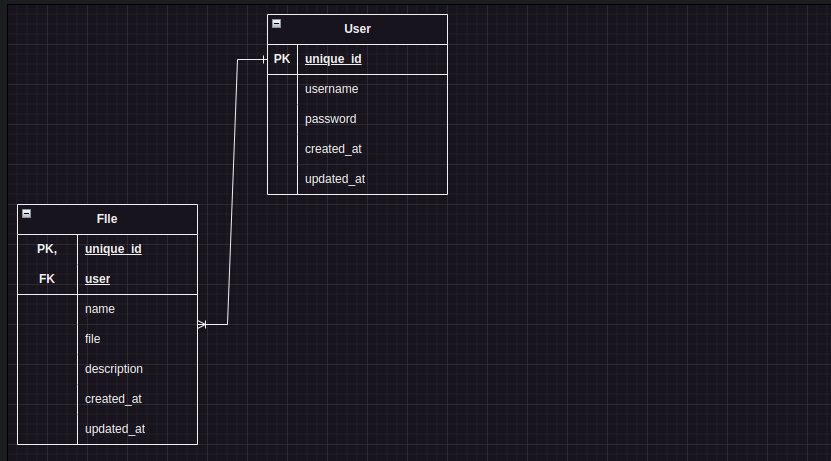 User
PK unique_id
username
password
created_at
updated_at
FIle
PK, unique_id
FK user
name
file
description
created_at
updated_at